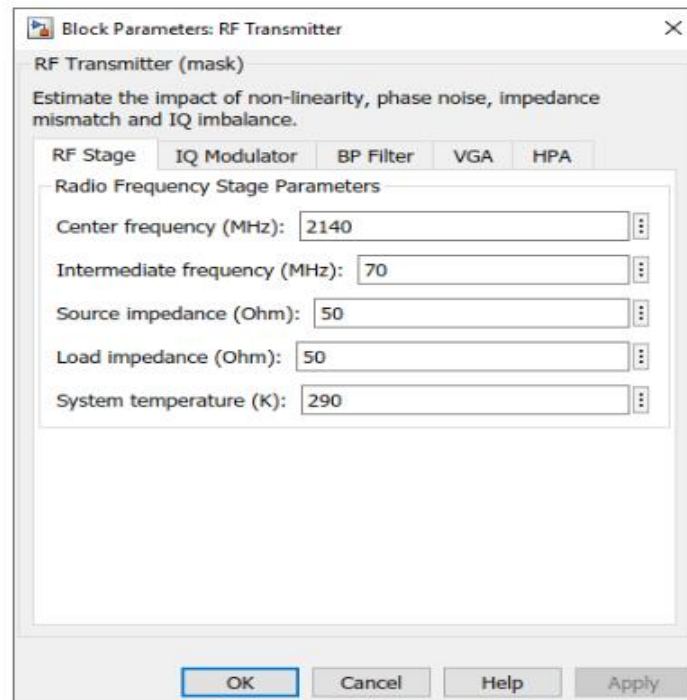 Block Parameters: RF Transmitter
RF Transmitter (mask)
Estimate the impact of non-linearity, phase noise, impedance
mismatch and IQ imbalance.
RF Stage IQ Modulator BP Filter VGA HPA
Radio Frequency Stage Parameters
Center frequency (MHz): 2140
Intermediate frequency (MHz): 70
Source impedance (Ohm): 50
Load impedance (Ohm): 50
System temperature (K): 290
OK Cancel Help Apply